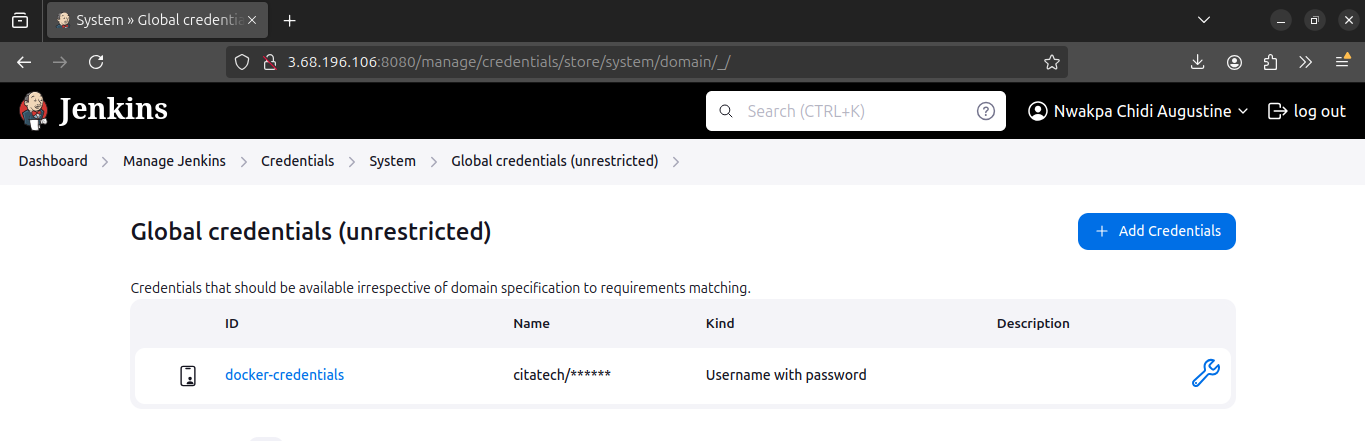 System » Global credentia
3.68.196.106:8080/manage/credentials/store/system/domain/_/
Jenkins
Search (CTRL+K)
?
Nwakpa Chidi Augustine
log out
Dashboard > Manage Jenkins > Credentials > System > Global credentials (unrestricted) >
Global credentials (unrestricted)
+ Add Credentials
Credentials that should be available irrespective of domain specification to requirements matching.
ID Name Kind Description
docker-credentials citatech/****** Username with password